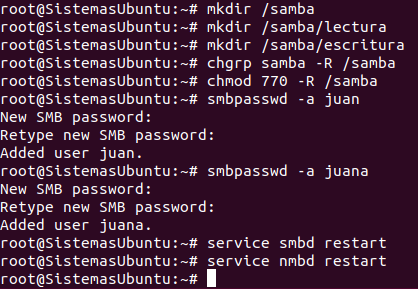 root@SistemasUbuntu:~# mkdir /samba
root@SistemasUbuntu:~# mkdir /samba/lectura
root@SistemasUbuntu:~# mkdir /samba/escritura
root@SistemasUbuntu:~# chgrp samba -R /samba
root@SistemasUbuntu:~# chmod 770 -R /samba
root@SistemasUbuntu:~# smbpasswd -a juan
New SMB password:
Retype new SMB password:
Added user juan.
root@SistemasUbuntu:~# smbpasswd -a juana
New SMB password:
Retype new SMB password:
Added user juana.
root@SistemasUbuntu:~# service smbd restart
root@SistemasUbuntu:~# service nmbd restart
root@SistemasUbuntu:~#